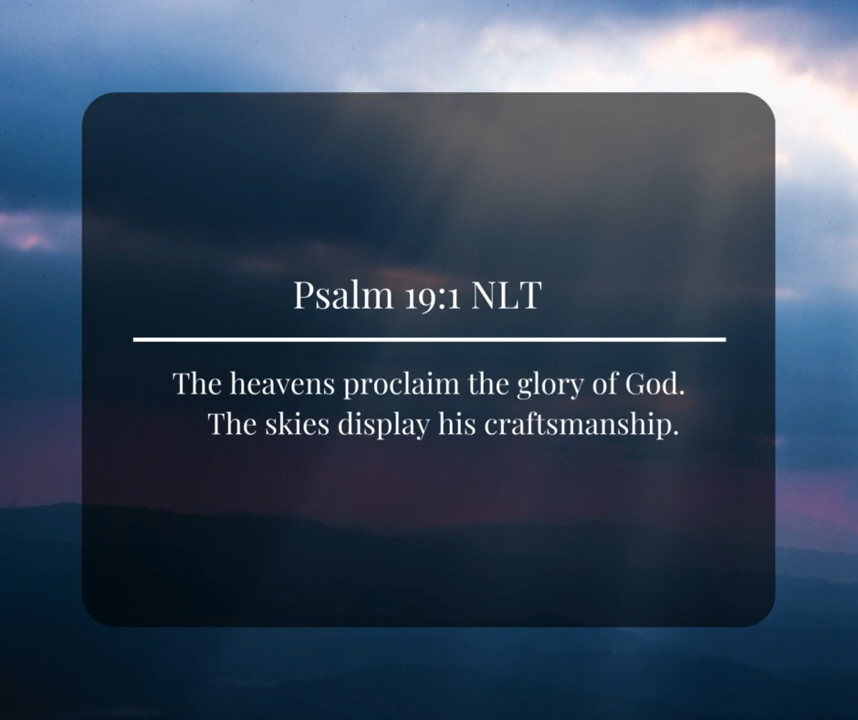 Psalm 19:1 NLT
The heavens proclaim the glory of God.
The skies display his craftsmanship.